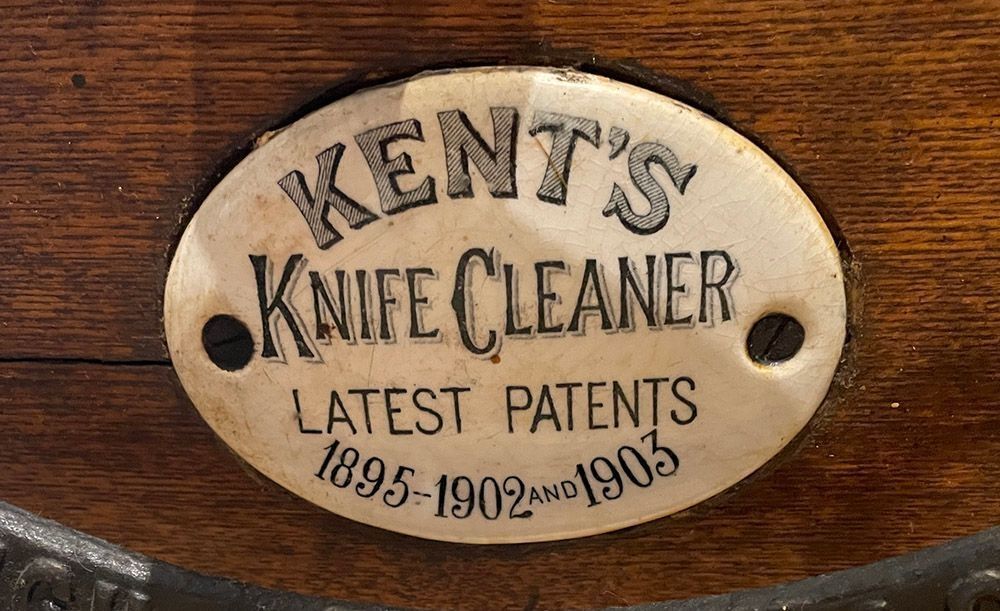 KENT'S
KNIFE CLEANER
LATEST PATENTS
1895-1902 AND 1903